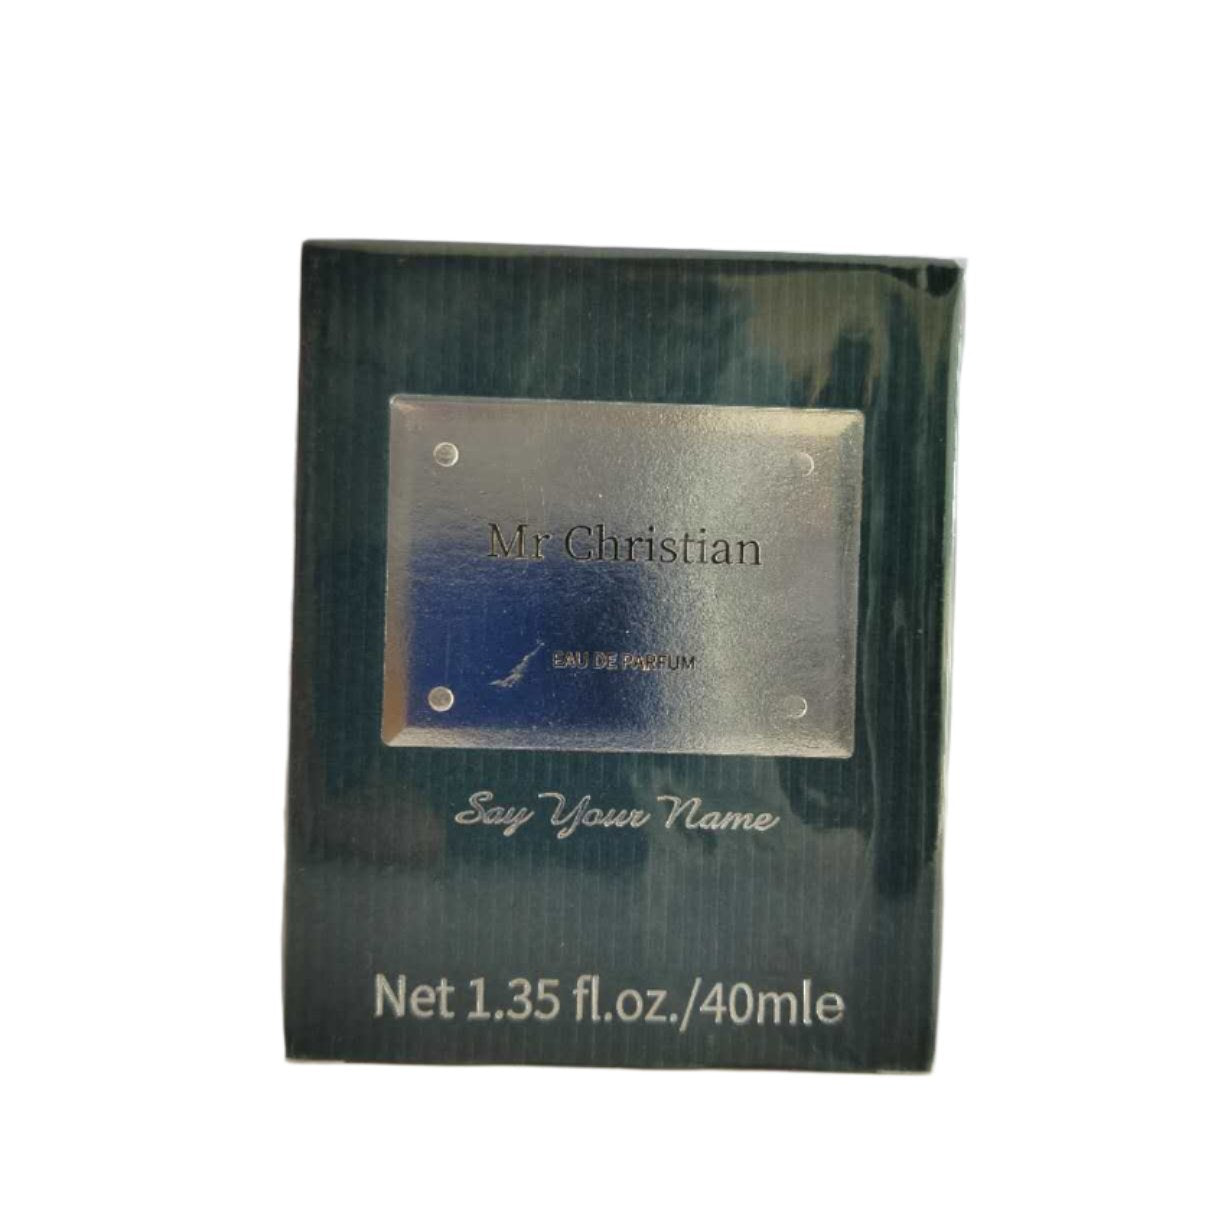 Mr Christian
EAU DE PARFUM
Say Your Name
Net 1.35 fl.oz./40mle